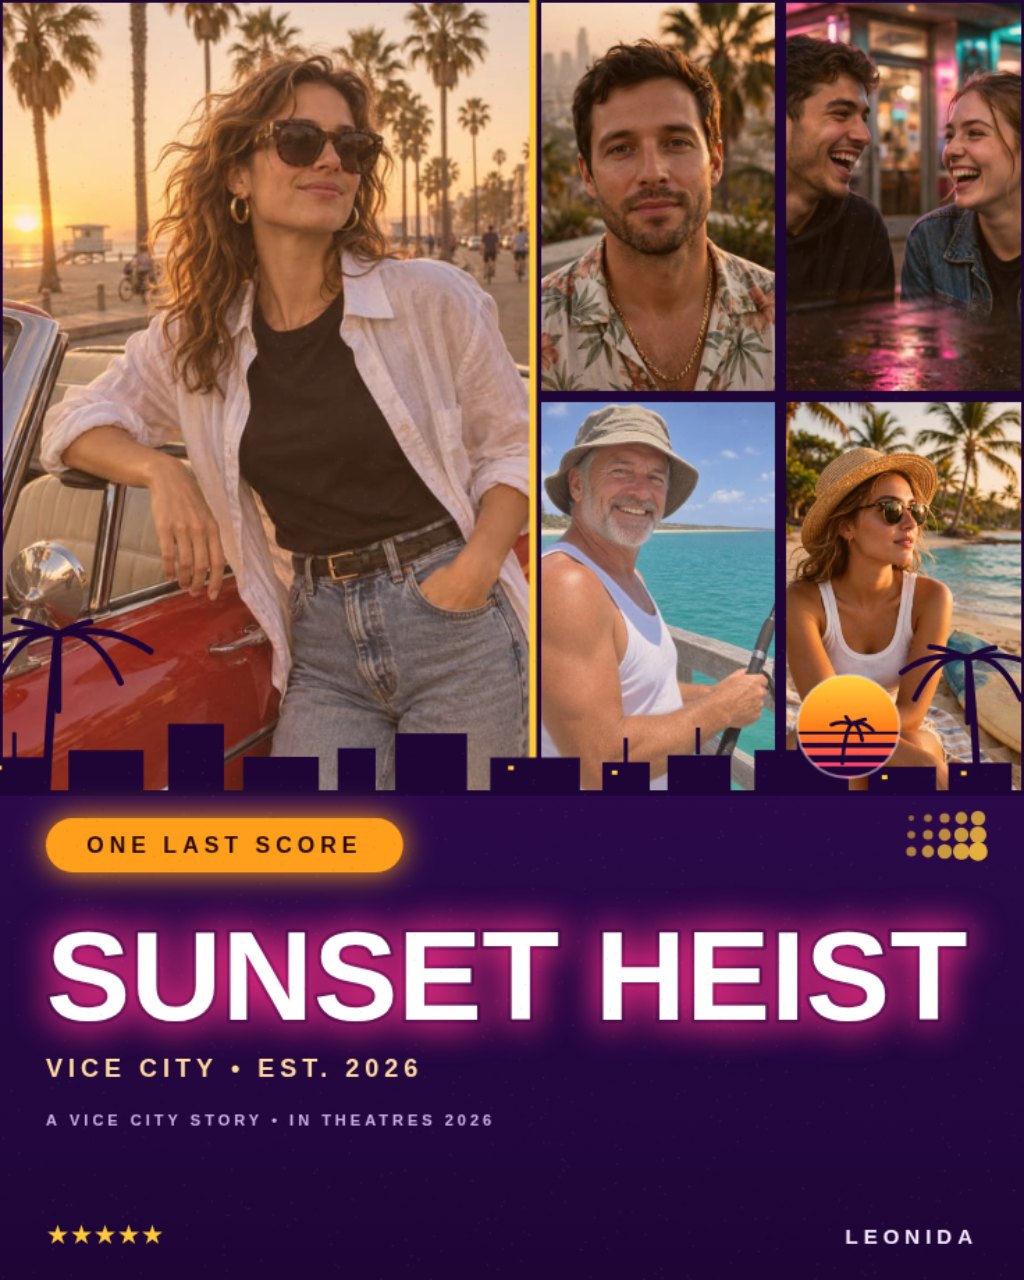 ONE LAST SCORE
SUNSET HEIST
VICE CITY • EST. 2026
A VICE CITY STORY • IN THEATRES 2026
★★★★★
LEONIDA